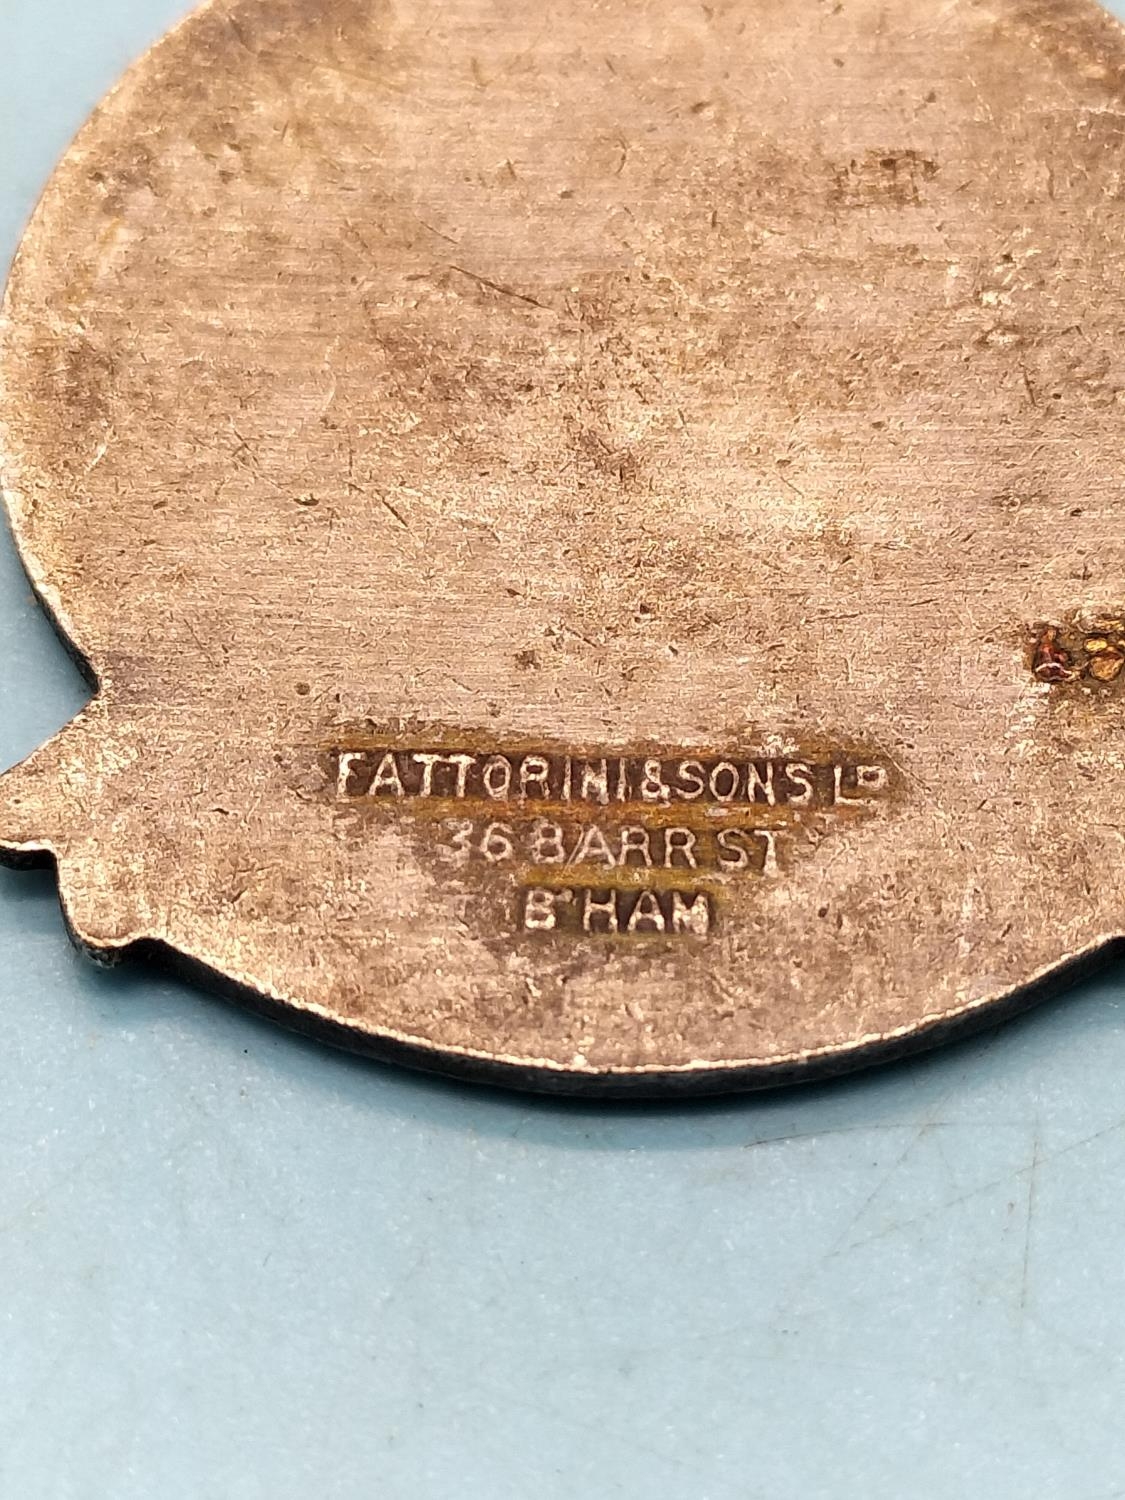 FATTORINI & SONS LD
36 BARR ST
B'HAM